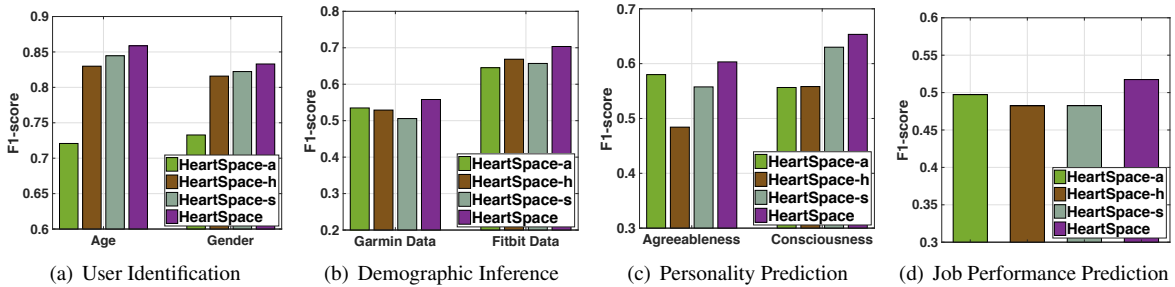 F1-score
0.9
0.85
0.8
0.75
0.7
0.65
0.6
HeartSpace-a
HeartSpace-h
HeartSpace-s
HeartSpace
Age Gender
(a) User Identification
F1-score
0.8
0.7
0.6
0.5
0.4
0.3
0.2
HeartSpace-a
HeartSpace-h
HeartSpace-s
HeartSpace
Garmin Data Fitbit Data
(b) Demographic Inference
F1-score
0.7
0.6
0.5
0.4
0.3
HeartSpace-a
HeartSpace-h
HeartSpace-s
HeartSpace
Agreeableness Consciousness
(c) Personality Prediction
F1-score
0.6
0.55
0.5
0.45
0.4
0.35
0.3
HeartSpace-a
HeartSpace-h
HeartSpace-s
HeartSpace
(d) Job Performance Prediction